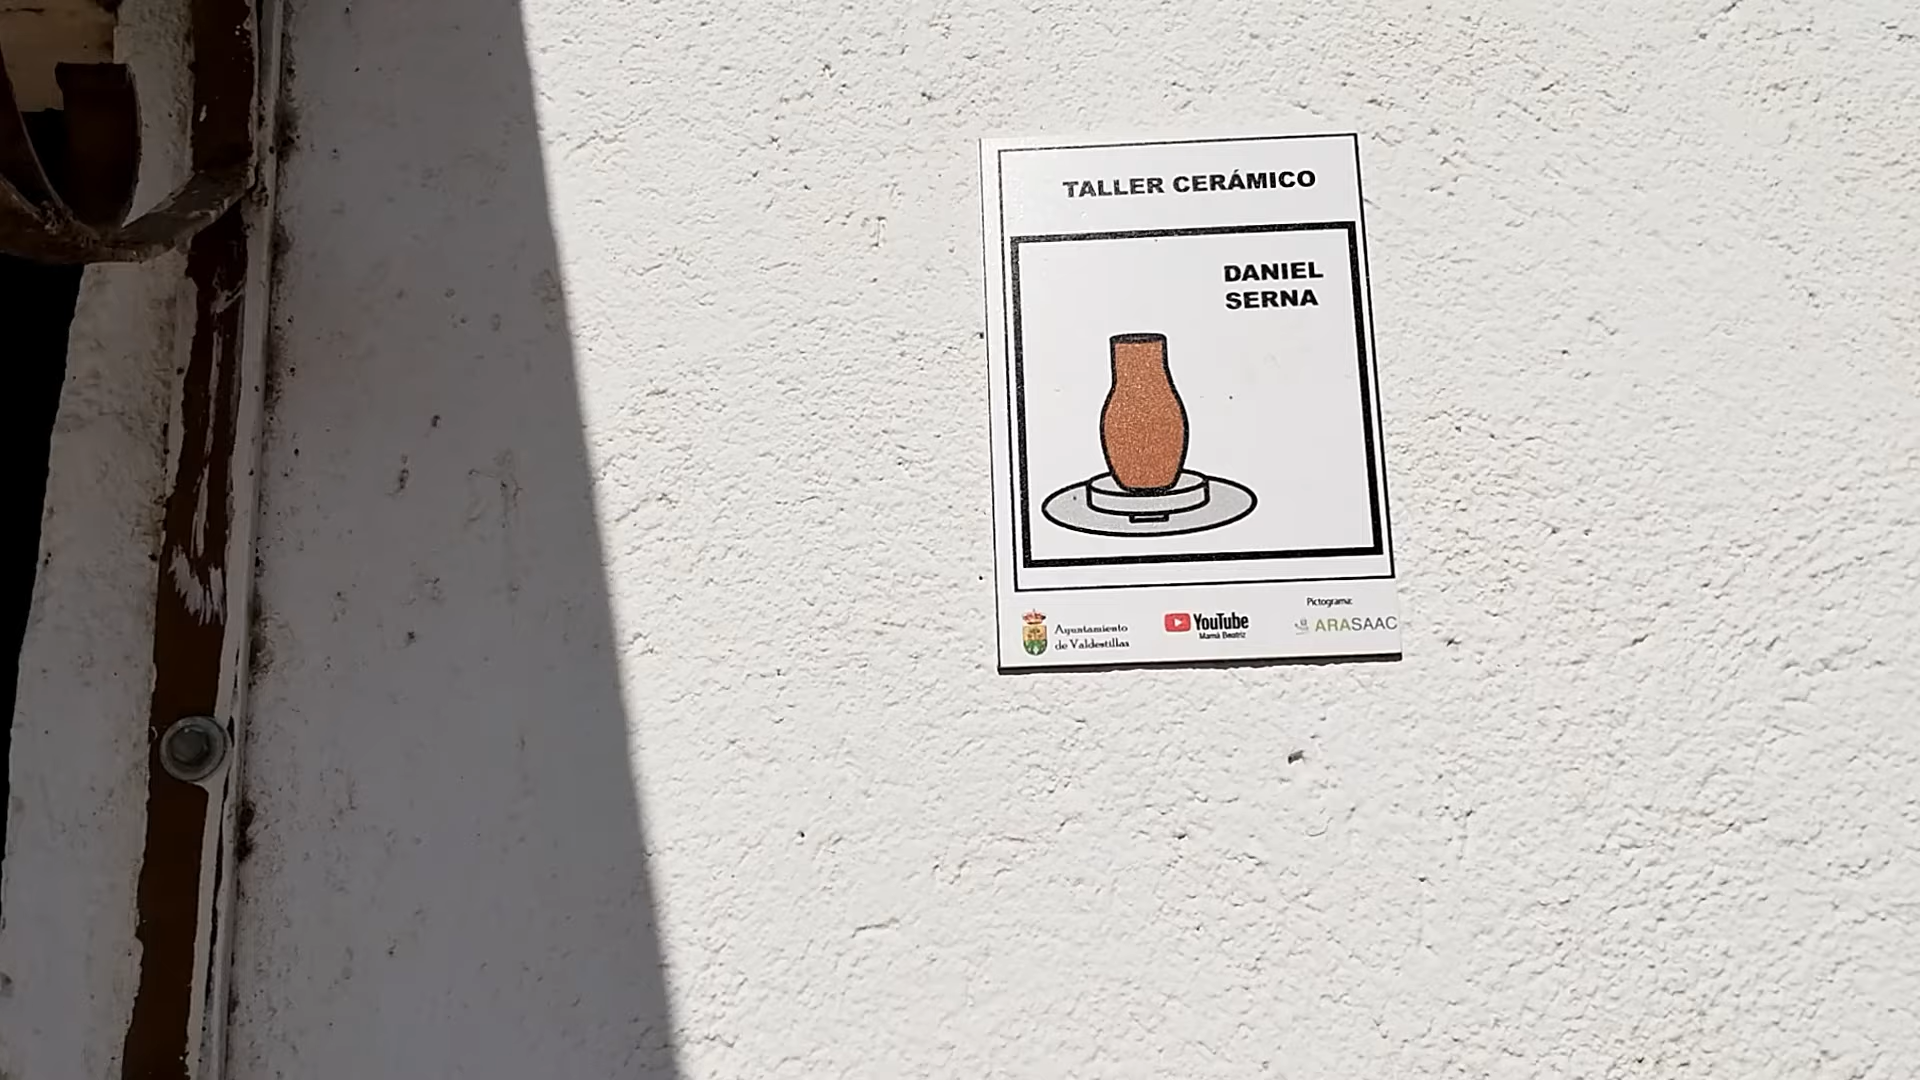 TALLER CERÁMICO
DANIEL
SERNA
Ayuntamiento
de Valdestillas
YouTube
Mamá Beatriz
Pictograma:
ARASAAC